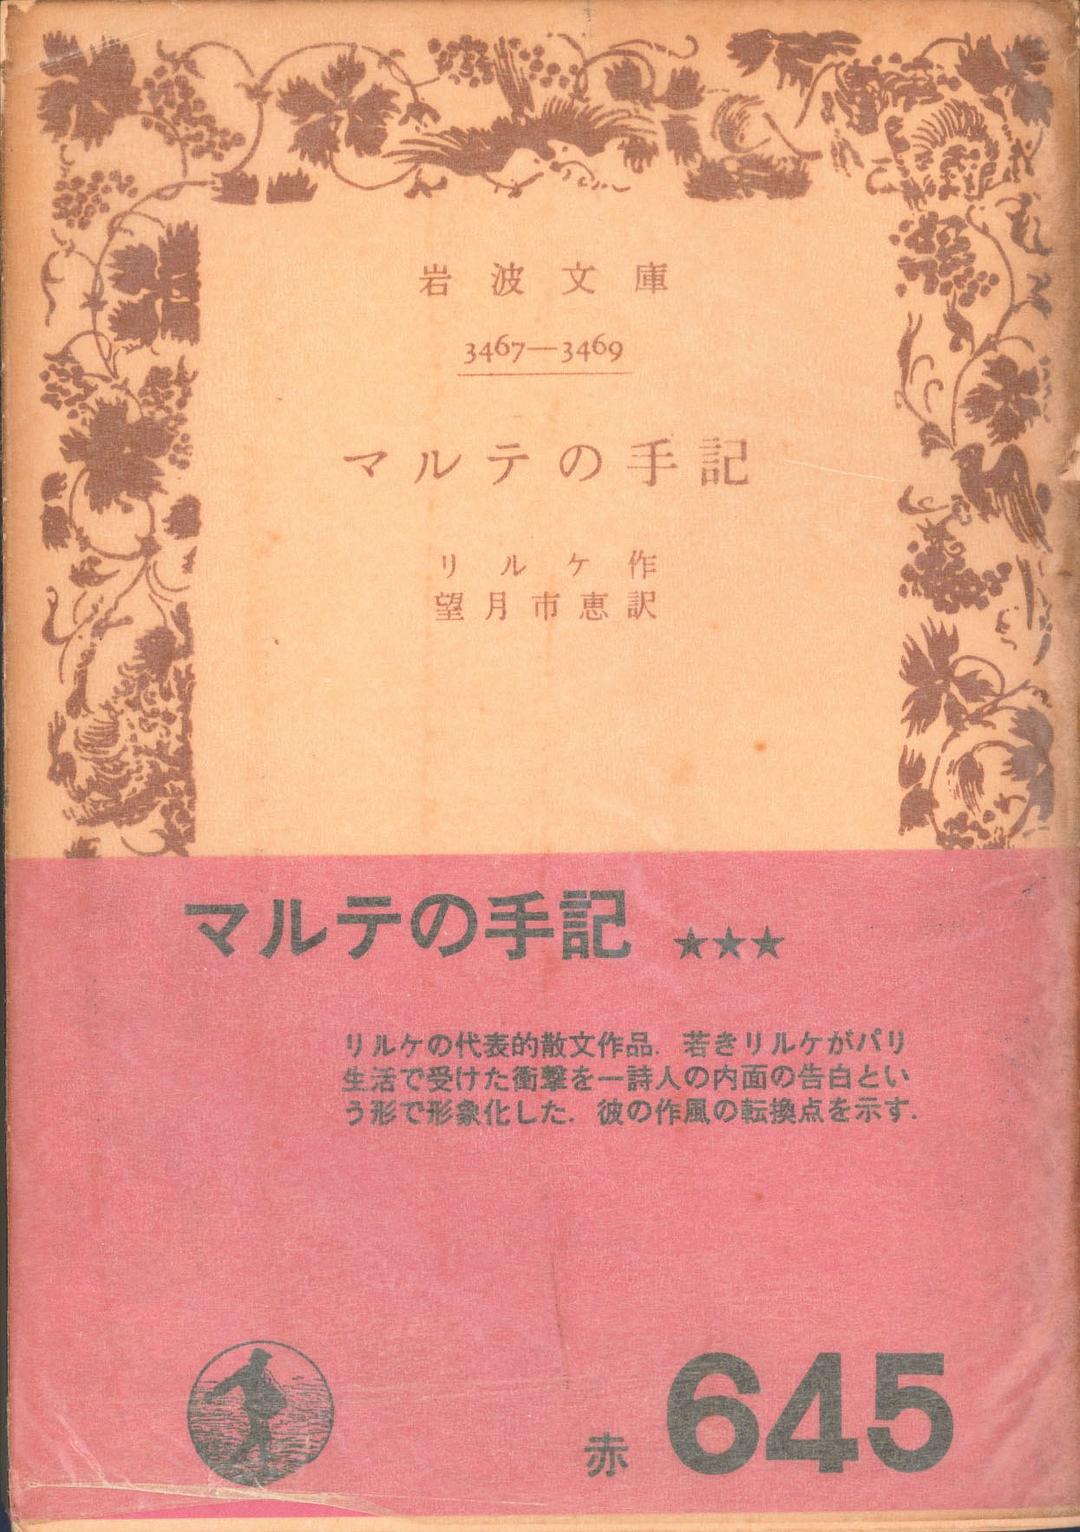 岩波文庫
3467—3469
マルテの手記
リルケ作
望月市恵訳
マルテの手記 ★★★
リルケの代表的散文作品. 若きリルケがパリ
生活で受けた衝撃を一詩人の内面の告白とい
う形で形象化した. 彼の作風の転換点を示す.
赤 645